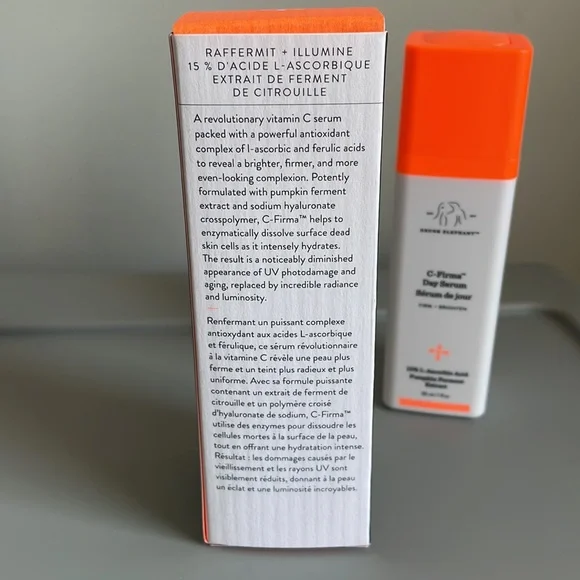 RAFFERMIT + ILLUMINE
15 % D'ACIDE L-ASCORBIQUE
EXTRAIT DE FERMENT
DE CITROUILLE
A revolutionary vitamin C serum
packed with a powerful antioxidant
complex of l-ascorbic and ferulic acids
to reveal a brighter, firmer, and more
even-looking complexion. Potently
formulated with pumpkin ferment
extract and sodium hyaluronate
crosspolymer, C-Firma™ helps to
enzymatically dissolve surface dead
skin cells as it intensely hydrates.
The result is a noticeably diminished
appearance of UV photodamage and
aging, replaced by incredible radiance
and luminosity.
Renfermant un puissant complexe
antioxydant aux acides L-ascorbique
et férulique, ce sérum révolutionnaire
à la vitamine C révèle une peau plus
ferme et un teint plus radieux et plus
uniforme. Avec sa formule puissante
contenant un extrait de ferment de
citrouille et un polymère croisé
d'hyaluronate de sodium, C-Firma™
utilise des enzymes pour dissoudre les
cellules mortes à la surface de la peau,
tout en offrant une hydratation intense.
Résultat : les dommages causés par le
vieillissement et les rayons UV sont
visiblement réduits, donnant à la peau
un éclat et une luminosité incroyables.
DRUNK ELEPHANT™
C-Firma™
Day Serum
Sérum de jour
15% L-Ascorbic Acid
Pumpkin Ferment
Extract